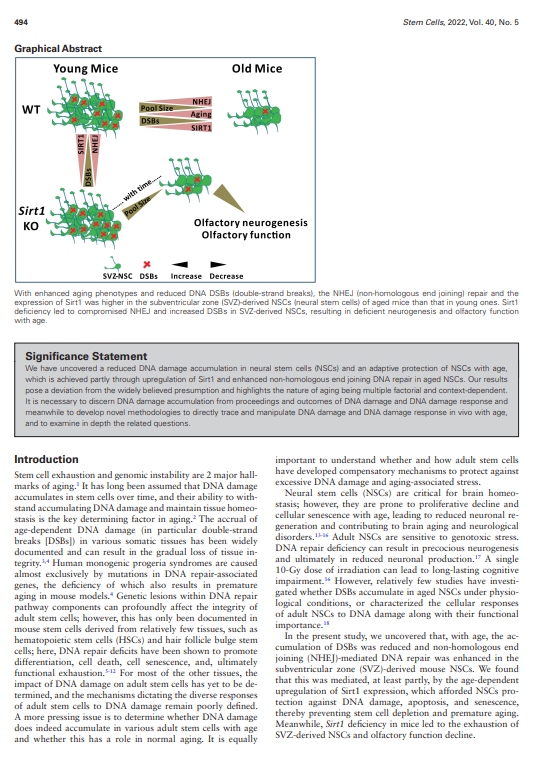 494
Stem Cells, 2022, Vol. 40, No. 5
Graphical Abstract
Young Mice
Old Mice
WT
NHEJ
Pool Size
Aging
DSBs
SIRT1
SIRT1
DSBs
NHEJ
Sirt1
KO
with time
Pool Size
Olfactory neurogenesis
Olfactory function
SVZ-NSC
DSBs
Increase
Decrease
With enhanced aging phenotypes and reduced DNA DSBs (double-strand breaks), the NHEJ (non-homologous end joining) repair and the
expression of Sirt1 was higher in the subventricular zone (SVZ)-derived NSCs (neural stem cells) of aged mice than that in young ones. Sirt1
deficiency led to compromised NHEJ and increased DSBs in SVZ-derived NSCs, resulting in deficient neurogenesis and olfactory function
with age.
Significance Statement
We have uncovered a reduced DNA damage accumulation in neural stem cells (NSCs) and an adaptive protection of NSCs with age,
which is achieved partly through upregulation of Sirt1 and enhanced non-homologous end joining DNA repair in aged NSCs. Our results
pose a deviation from the widely believed presumption and highlights the nature of aging being multiple factorial and context-dependent.
It is necessary to discern DNA damage accumulation from proceedings and outcomes of DNA damage and DNA damage response and
meanwhile to develop novel methodologies to directly trace and manipulate DNA damage and DNA damage response in vivo with age,
and to examine in depth the related questions.
Introduction
Stem cell exhaustion and genomic instability are 2 major hall-
marks of aging.1 It has long been assumed that DNA damage
accumulates in stem cells over time, and their ability to with-
stand accumulating DNA damage and maintain tissue homeo-
stasis is the key determining factor in aging.2 The accrual of
age-dependent DNA damage (in particular double-strand
breaks [DSBs]) in various somatic tissues has been widely
documented and can result in the gradual loss of tissue in-
tegrity.3,4 Human monogenic progeria syndromes are caused
almost exclusively by mutations in DNA repair-associated
genes, the deficiency of which also results in premature
aging in mouse models.4 Genetic lesions within DNA repair
pathway components can profoundly affect the integrity of
adult stem cells; however, this has only been documented in
mouse stem cells derived from relatively few tissues, such as
hematopoietic stem cells (HSCs) and hair follicle bulge stem
cells; here, DNA repair deficits have been shown to promote
differentiation, cell death, cell senescence, and, ultimately
functional exhaustion.5-12 For most of the other tissues, the
impact of DNA damage on adult stem cells has yet to be de-
termined, and the mechanisms dictating the diverse responses
of adult stem cells to DNA damage remain poorly defined.
A more pressing issue is to determine whether DNA damage
does indeed accumulate in various adult stem cells with age
and whether this has a role in normal aging. It is equally
important to understand whether and how adult stem cells
have developed compensatory mechanisms to protect against
excessive DNA damage and aging-associated stress.
Neural stem cells (NSCs) are critical for brain homeo-
stasis; however, they are prone to proliferative decline and
cellular senescence with age, leading to reduced neuronal re-
generation and contributing to brain aging and neurological
disorders.13-16 Adult NSCs are sensitive to genotoxic stress.
DNA repair deficiency can result in precocious neurogenesis
and ultimately in reduced neuronal production.17 A single
10-Gy dose of irradiation can lead to long-lasting cognitive
impairment.16 However, relatively few studies have investi-
gated whether DSBs accumulate in aged NSCs under physio-
logical conditions, or characterized the cellular responses
of adult NSCs to DNA damage along with their functional
importance.18
In the present study, we uncovered that, with age, the ac-
cumulation of DSBs was reduced and non-homologous end
joining (NHEJ)-mediated DNA repair was enhanced in the
subventricular zone (SVZ)-derived mouse NSCs. We found
that this was mediated, at least partly, by the age-dependent
upregulation of Sirt1 expression, which afforded NSCs pro-
tection against DNA damage, apoptosis, and senescence,
thereby preventing stem cell depletion and premature aging.
Meanwhile, Sirt1 deficiency in mice led to the exhaustion of
SVZ-derived NSCs and olfactory function decline.